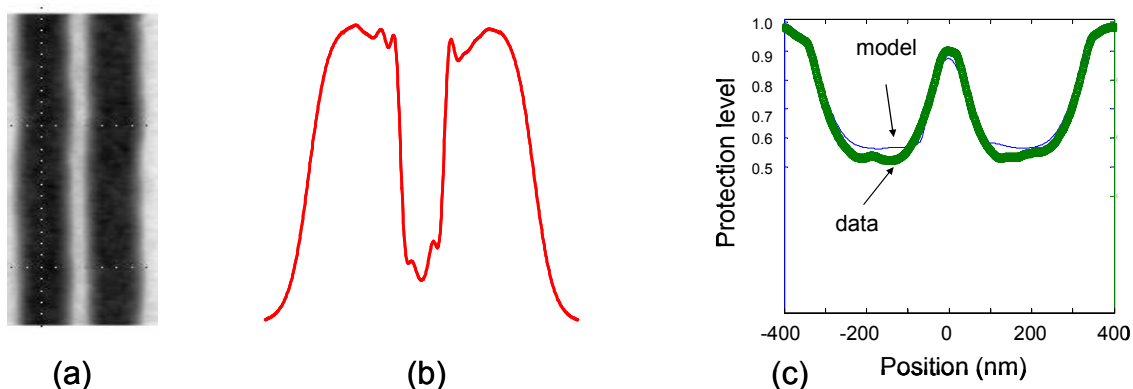 1.0
0.9
0.8
0.7
0.6
0.5
Protection level
model
data
-400 -200 0 200 400
Position (nm)
(a) (b) (c)